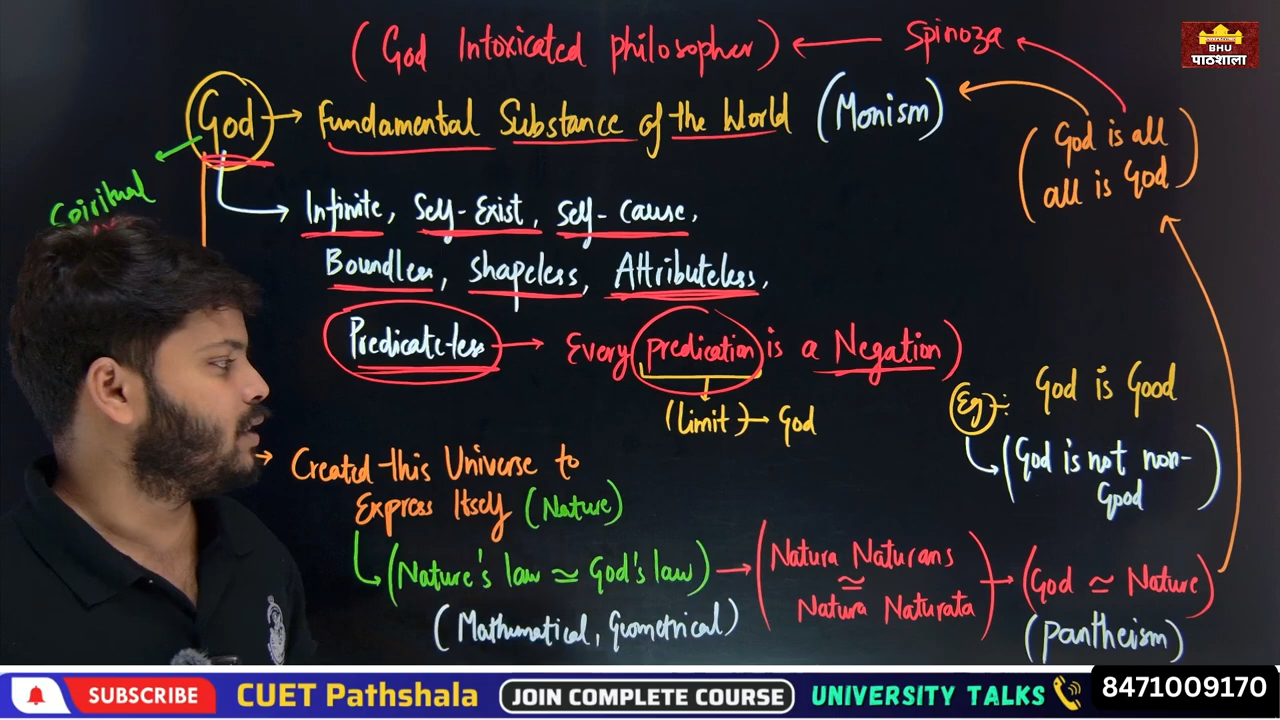 (God Intoxicated philosopher) ← Spinoza
BHU
पाठशाला
God → Fundamental Substance of the World (Monism)
(God is all
all is God)
Spiritual
Infinite, Self-Exist, Self-Cause,
Boundless, Shapeless, Attributeless,
Predicate-less → Every predication is a Negation)
(Limit) → God
Eg:- God is Good
(God is not non-
Good)
Created this Universe to
Express Itself (Nature)
(Nature's law ≃ God's law) → (Natura Naturans
≃
Natura Naturata) → (God ≃ Nature)
(Mathematical, Geometrical)
(Pantheism)
SUBSCRIBE
CUET Pathshala
JOIN COMPLETE COURSE
UNIVERSITY TALKS
8471009170